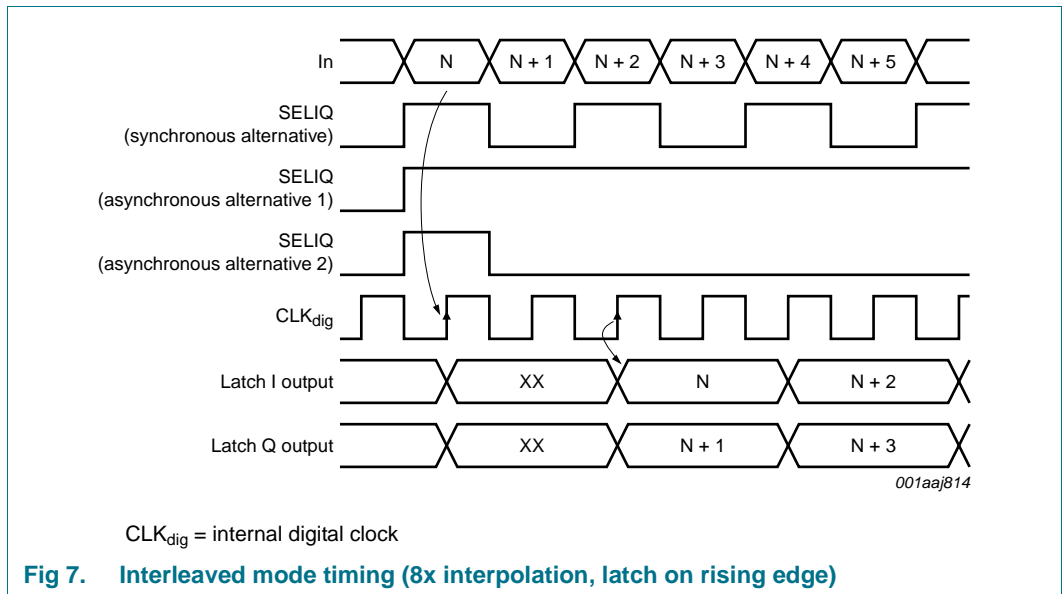 In
N
N + 1
N + 2
N + 3
N + 4
N + 5
SELIQ
(synchronous alternative)
SELIQ
(asynchronous alternative 1)
SELIQ
(asynchronous alternative 2)
CLKdig
Latch I output
XX
N
N + 2
Latch Q output
XX
N + 1
N + 3
001aaj814
CLKdig = internal digital clock
Fig 7. Interleaved mode timing (8x interpolation, latch on rising edge)